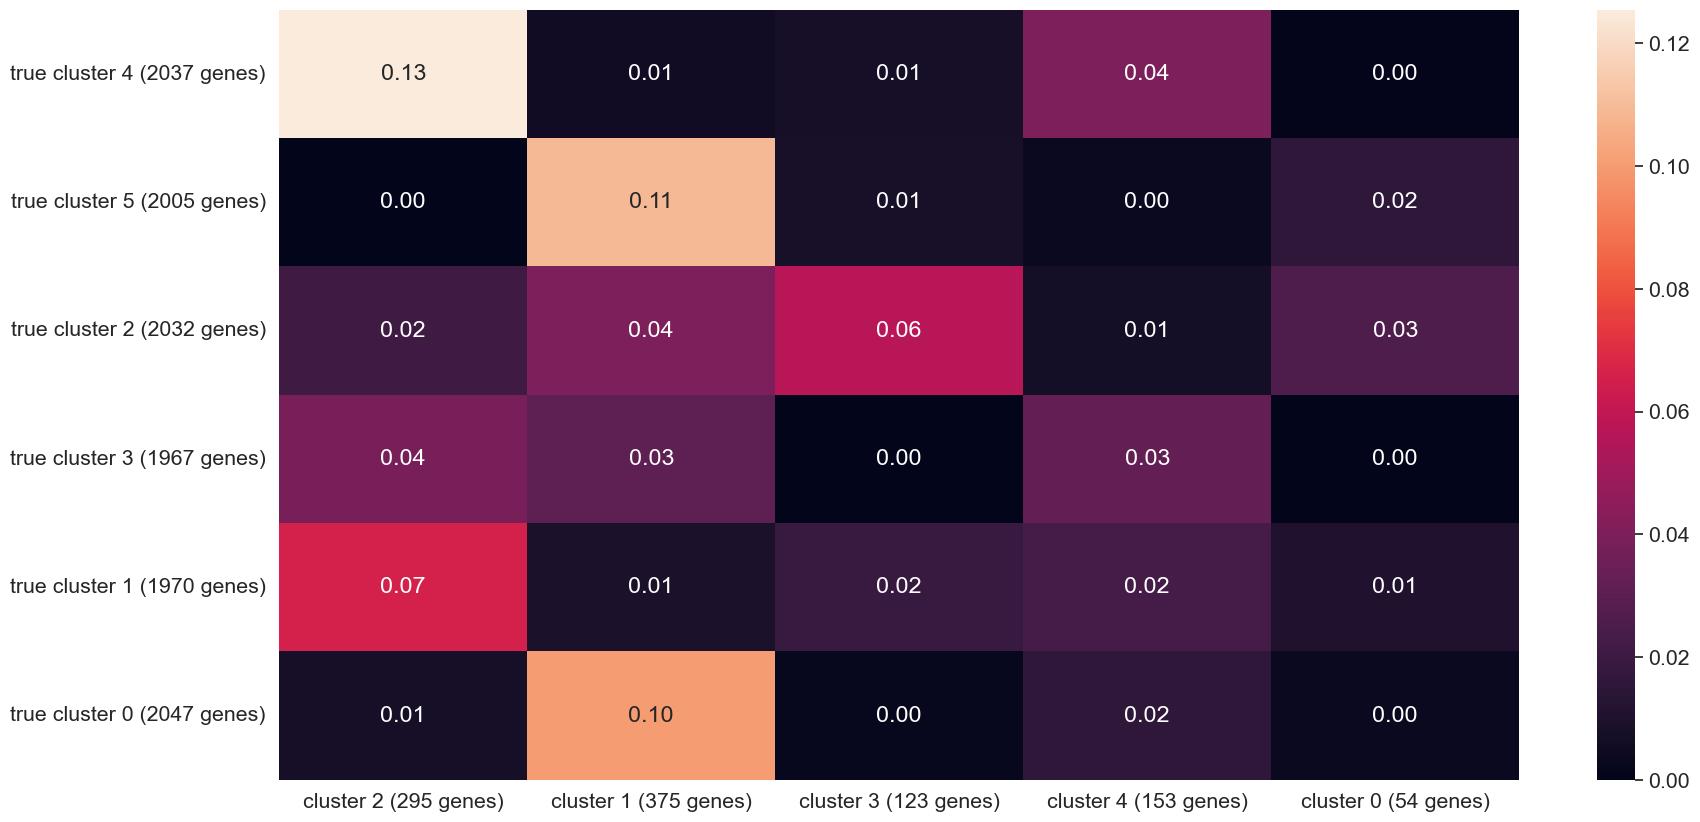 true cluster 4 (2037 genes) 0.13 0.01 0.01 0.04 0.00
true cluster 5 (2005 genes) 0.00 0.11 0.01 0.00 0.02
true cluster 2 (2032 genes) 0.02 0.04 0.06 0.01 0.03
true cluster 3 (1967 genes) 0.04 0.03 0.00 0.03 0.00
true cluster 1 (1970 genes) 0.07 0.01 0.02 0.02 0.01
true cluster 0 (2047 genes) 0.01 0.10 0.00 0.02 0.00
cluster 2 (295 genes) cluster 1 (375 genes) cluster 3 (123 genes) cluster 4 (153 genes) cluster 0 (54 genes)
0.12
0.10
0.08
0.06
0.04
0.02
0.00